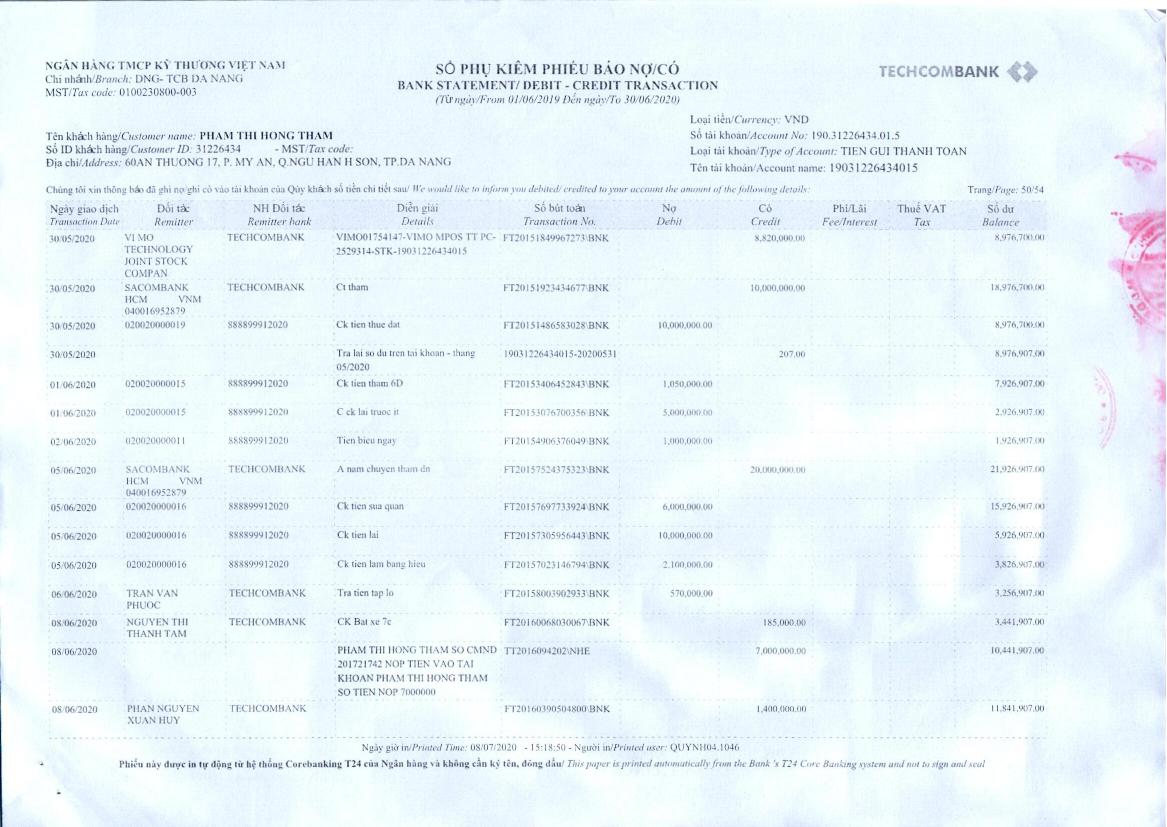 NGÂN HÀNG TMCP KỸ THƯƠNG VIỆT NAM
Chi nhánh/Branch: DNG- TCB DA NANG
MST/Tax code: 0100230800-003
SỔ PHỤ KIÊM PHIẾU BÁO NỢ/CÓ
BANK STATEMENT/ DEBIT - CREDIT TRANSACTION
(Từ ngày/From 01/06/2019 Đến ngày/To 30/06/2020)
TECHCOMBANK
Loại tiền/Currency: VND
Số tài khoản/Account No: 190.31226434.01.5
Loại tài khoản/Type of Account: TIEN GUI THANH TOAN
Tên tài khoản/Account name: 19031226434015
Tên khách hàng/Customer name: PHAM THI HONG THAM
Số ID khách hàng/Customer ID: 31226434 - MST/Tax code:
Địa chỉ/Address: 60AN THUONG 17, P. MY AN, Q.NGU HAN H SON, TP.DA NANG
Chúng tôi xin thông báo đã ghi nợ/ghi có vào tài khoản của Qúy khách số tiền chi tiết sau/ We would like to inform you debited/ credited to your account the amount of the following details:
Trang/Page: 50/54
Ngày giao dịch Đối tác NH Đối tác Diễn giải Số bút toán Nợ Có Phí/Lãi Thuế VAT Số dư
Transaction Date Remitter Remitter bank Details Transaction No. Debit Credit Fee/Interest Tax Balance
30/05/2020 VI MO TECHCOMBANK VIMO01754147-VIMO MPOS TT PC- FT20151849967273\BNK 8,820,000.00 8,976,700.00
TECHNOLOGY 2529314-STK-19031226434015
JOINT STOCK
COMPAN
30/05/2020 SACOMBANK TECHCOMBANK Ct tham FT20151923434677\BNK 10,000,000.00 18,976,700.00
HCM VNM
040016952879
30/05/2020 020020000019 888899912020 Ck tien thue dat FT20151486583028\BNK 10,000,000.00 8,976,700.00
30/05/2020 Tra lai so du tren tai khoan - thang 19031226434015-20200531 207.00 8,976,907.00
05/2020
01/06/2020 020020000015 888899912020 Ck tien tham 6D FT20153406452843\BNK 1,050,000.00 7,926,907.00
01/06/2020 020020000015 888899912020 C ck lai truoc it FT20153076700356\BNK 5,000,000.00 2,926,907.00
02/06/2020 020020000011 888899912020 Tien bieu ngay FT20154906376049\BNK 1,000,000.00 1,926,907.00
05/06/2020 SACOMBANK TECHCOMBANK A nam chuyen tham dn FT20157524375323\BNK 20,000,000.00 21,926,907.00
HCM VNM
040016952879
05/06/2020 020020000016 888899912020 Ck tien sua quan FT20157697733924\BNK 6,000,000.00 15,926,907.00
05/06/2020 020020000016 888899912020 Ck tien lai FT20157305956443\BNK 10,000,000.00 5,926,907.00
05/06/2020 020020000016 888899912020 Ck tien lam bang hieu FT20157023146794\BNK 2,100,000.00 3,826,907.00
06/06/2020 TRAN VAN TECHCOMBANK Tra tien tap lo FT20158003902933\BNK 570,000.00 3,256,907.00
PHUOC
08/06/2020 NGUYEN THI TECHCOMBANK CK Bat xe 7c FT20160068030067\BNK 185,000.00 3,441,907.00
THANH TAM
08/06/2020 PHAM THI HONG THAM SO CMND TT2016094202\NHE 7,000,000.00 10,441,907.00
201721742 NOP TIEN VAO TAI
KHOAN PHAM THI HONG THAM
SO TIEN NOP 7000000
08/06/2020 PHAN NGUYEN TECHCOMBANK FT20160390504800\BNK 1,400,000.00 11,841,907.00
XUAN HUY
Ngày giờ in/Printed Time: 08/07/2020 - 15:18:50 - Người in/Printed user: QUYNH04.1046
Phiếu này được in tự động từ hệ thống Corebanking T24 của Ngân hàng và không cần ký tên, đóng dấu/ This paper is printed automatically from the Bank 's T24 Core Banking system and not to sign and seal